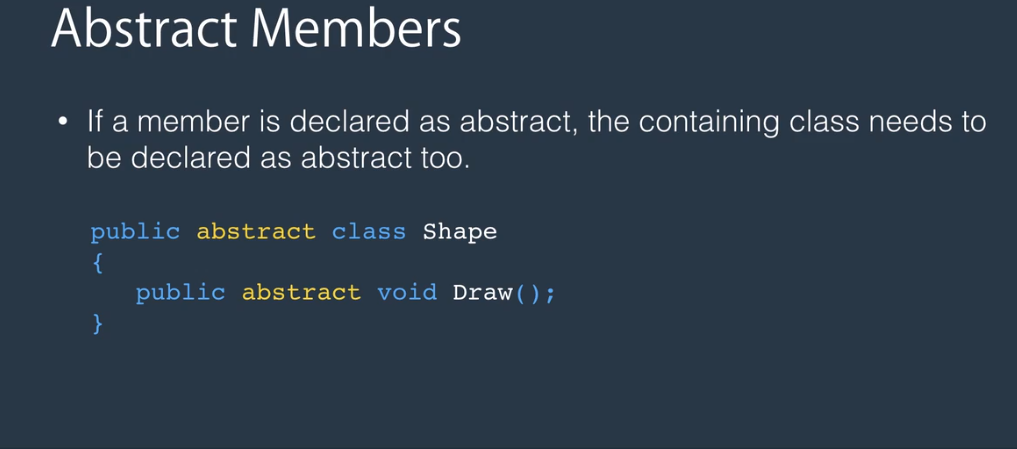 Abstract Members
• If a member is declared as abstract, the containing class needs to
be declared as abstract too.
public abstract class Shape
{
public abstract void Draw();
}